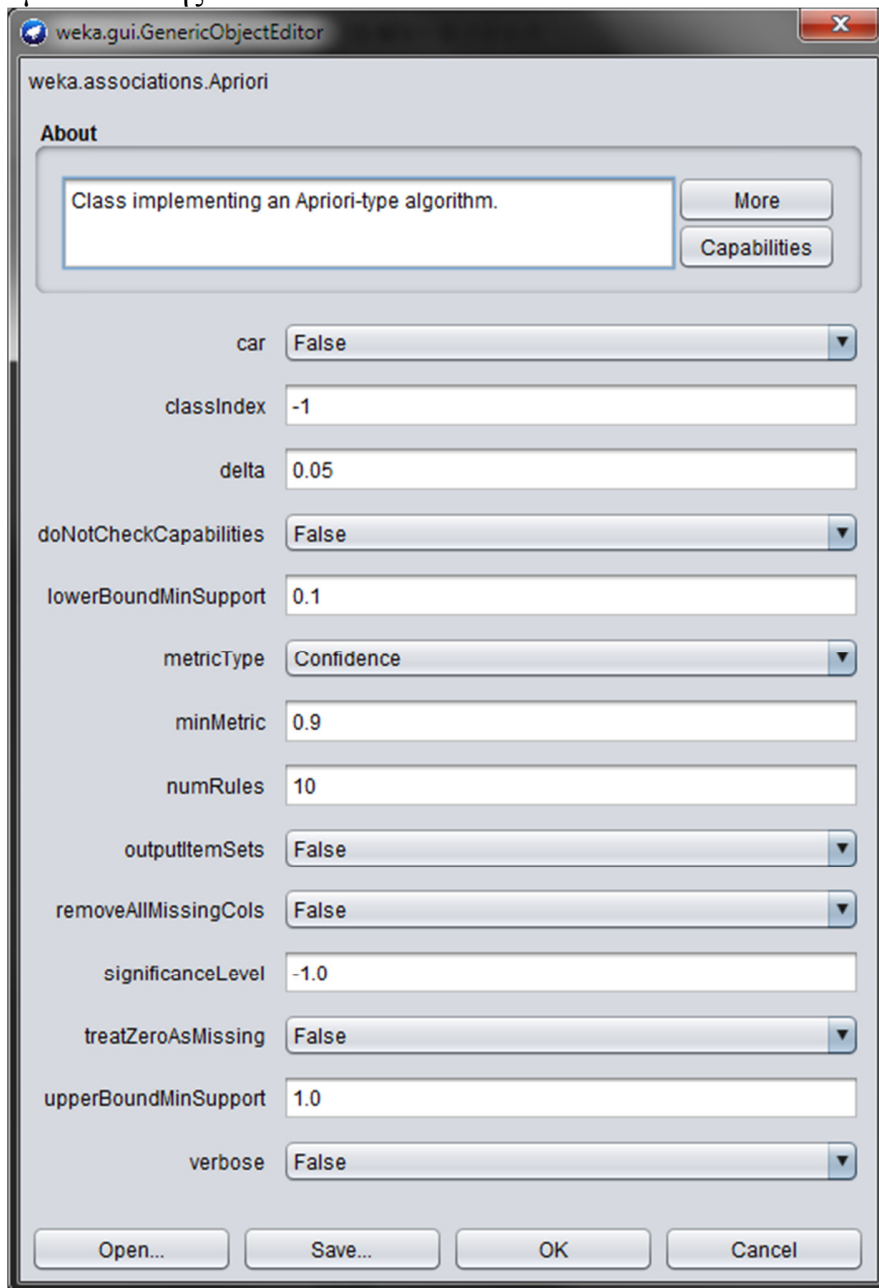 weka.gui.GenericObjectEditor
weka.associations.Apriori
About
Class implementing an Apriori-type algorithm.
More
Capabilities
car False
classIndex -1
delta 0.05
doNotCheckCapabilities False
lowerBoundMinSupport 0.1
metricType Confidence
minMetric 0.9
numRules 10
outputItemSets False
removeAllMissingCols False
significanceLevel -1.0
treatZeroAsMissing False
upperBoundMinSupport 1.0
verbose False
Open... Save... OK Cancel